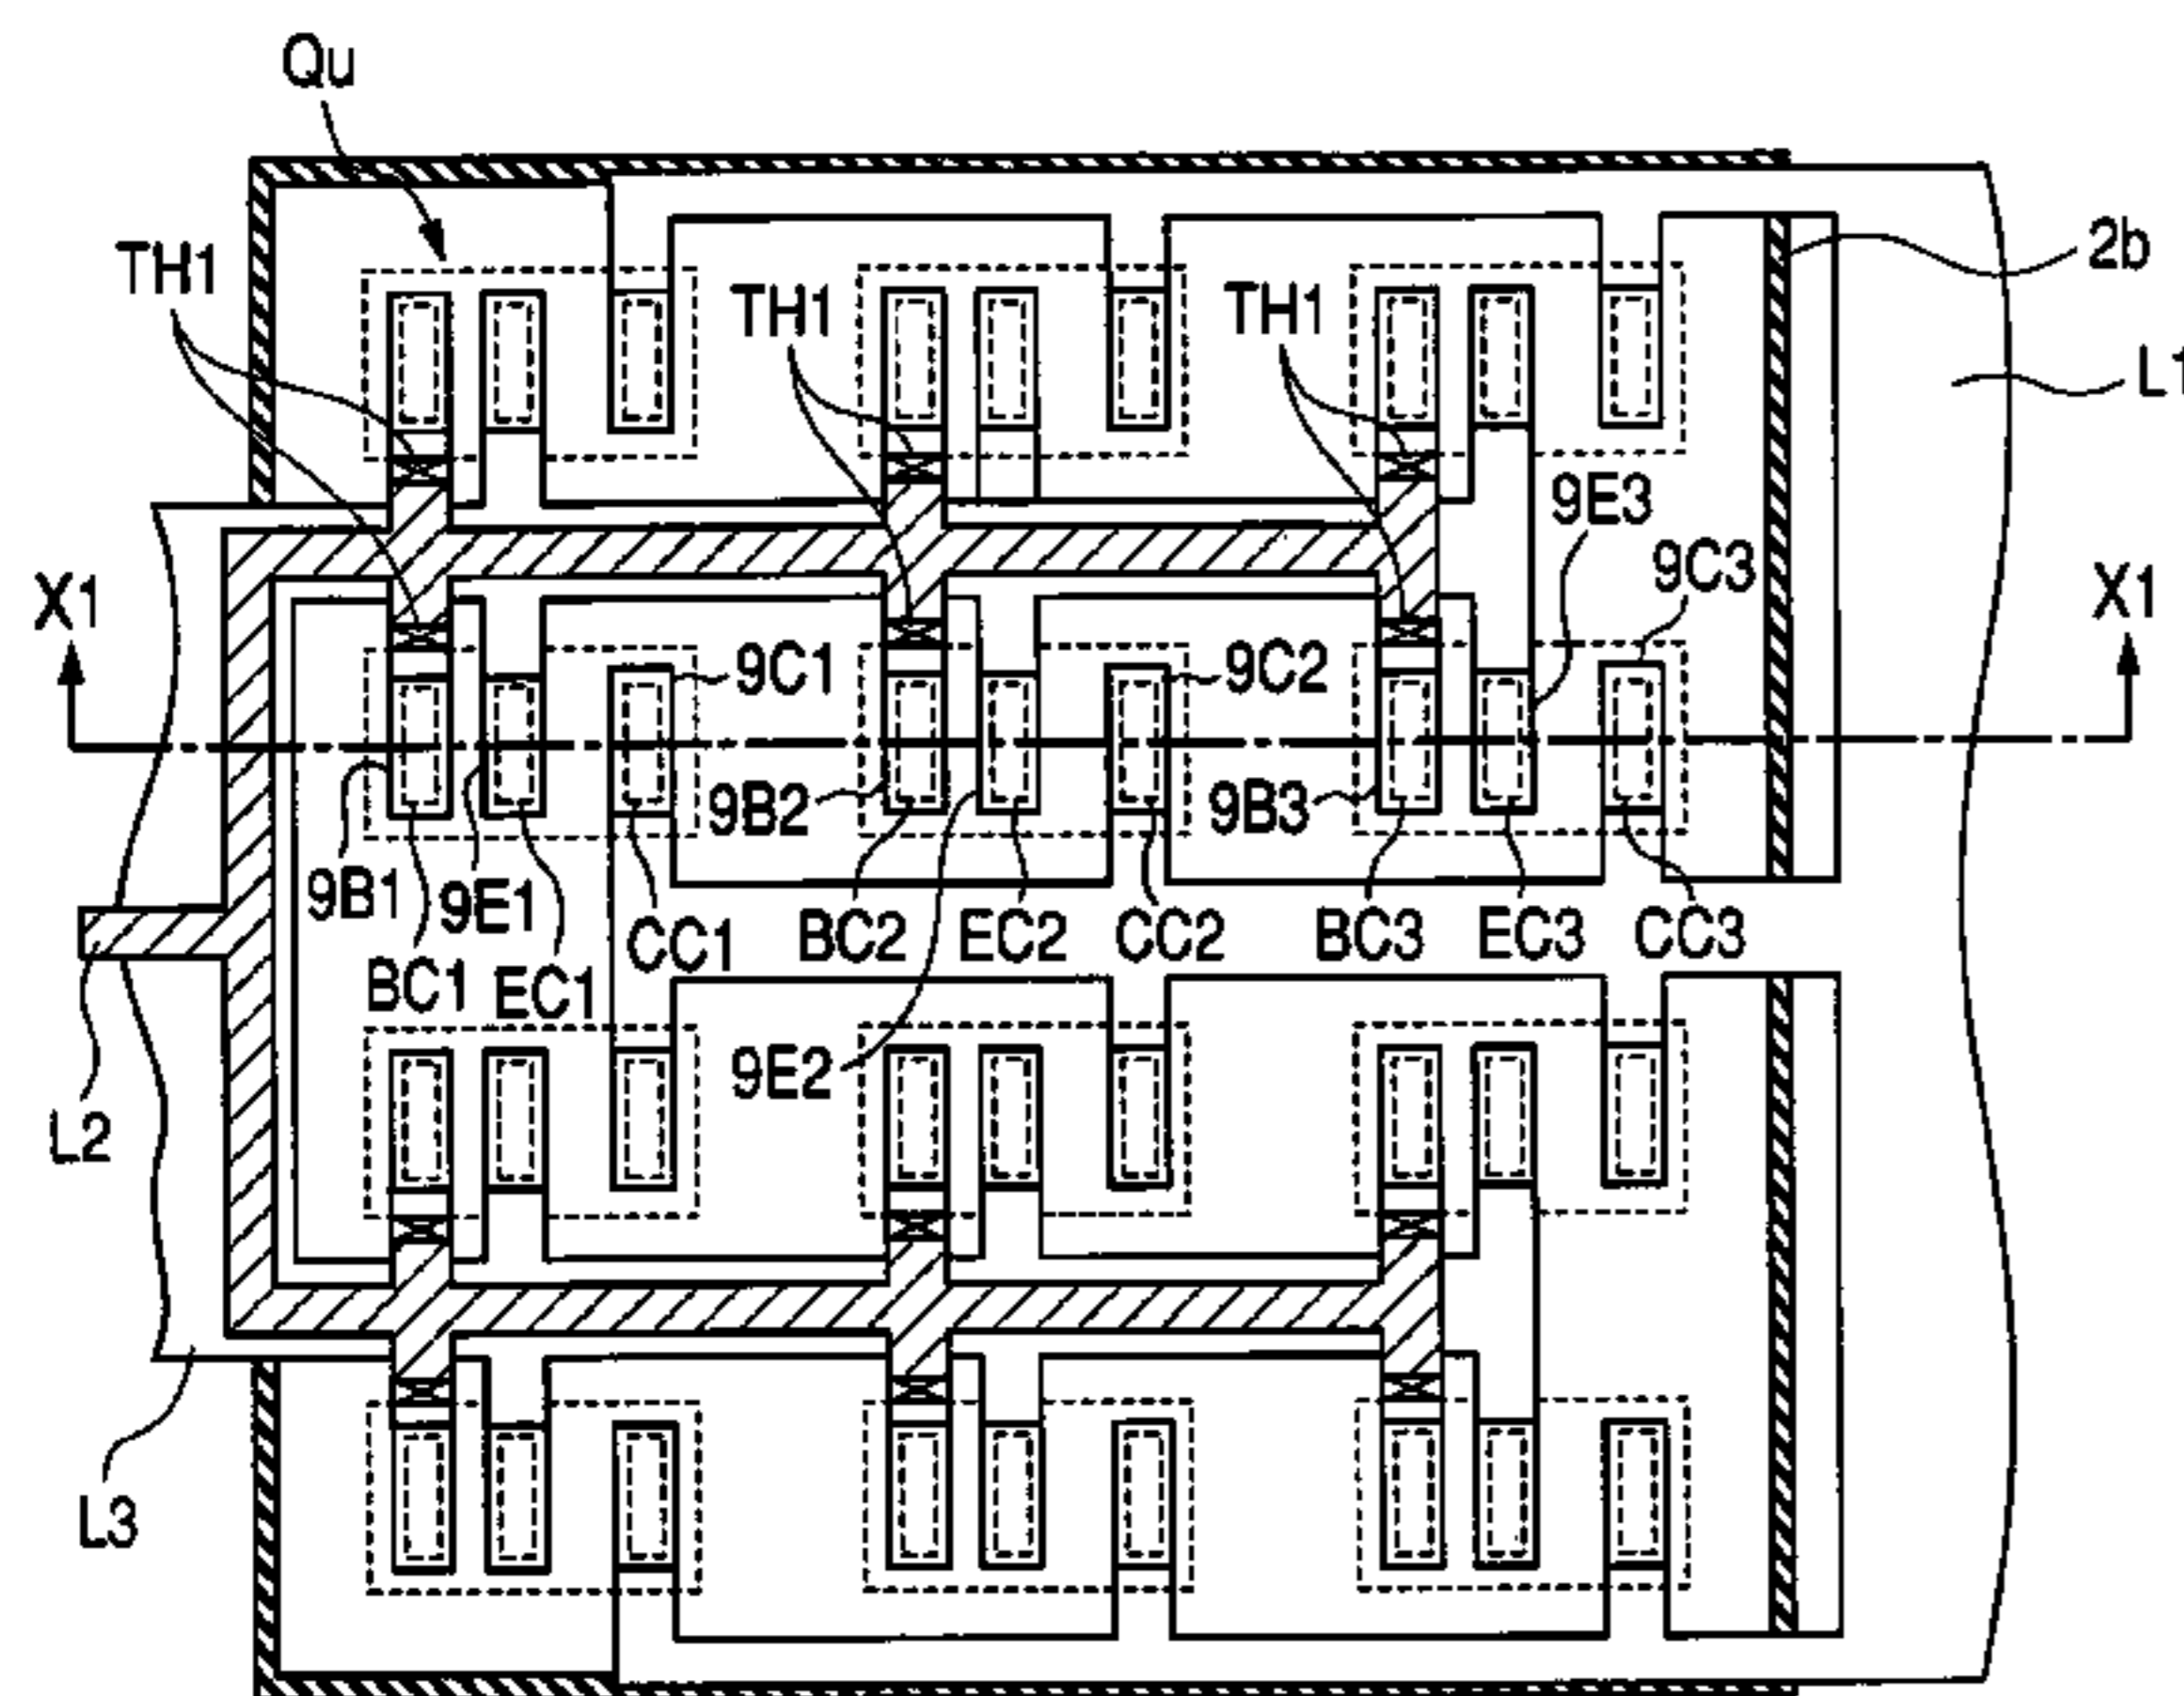 Qu
TH1
TH1
TH1
2b
L1
9E3
9C3
X1
X1
9C1
9C2
9B2
9B3
9B1
9E1
CC1
BC2
EC2
CC2
BC3
EC3
CC3
BC1
EC1
9E2
L2
L3